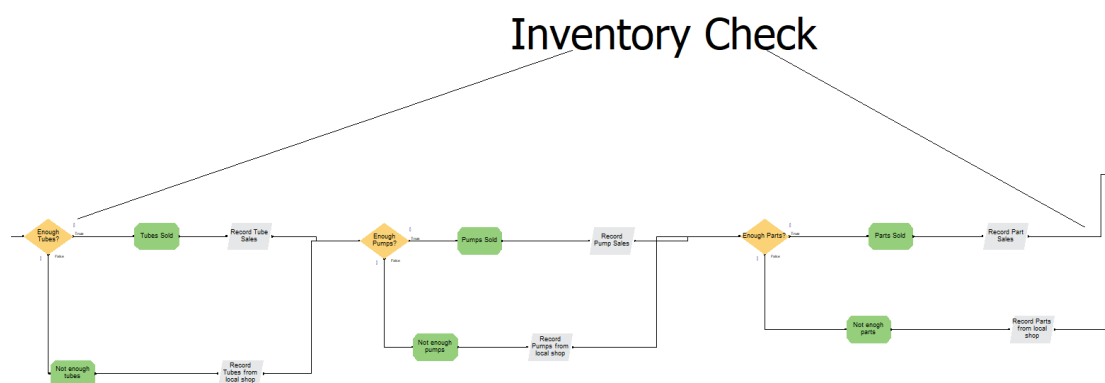 Inventory Check
Enough
Tubes?
True
False
Tubes Sold
Record Tube
Sales
Not enough
tubes
Record
Tubes from
local shop
Enough
Pumps?
True
False
Pumps Sold
Record
Pump Sales
Not enough
pumps
Record
Pumps from
local shop
Enough Parts?
True
False
Parts Sold
Record Part
Sales
Not enogh
parts
Record Parts
from local
shop